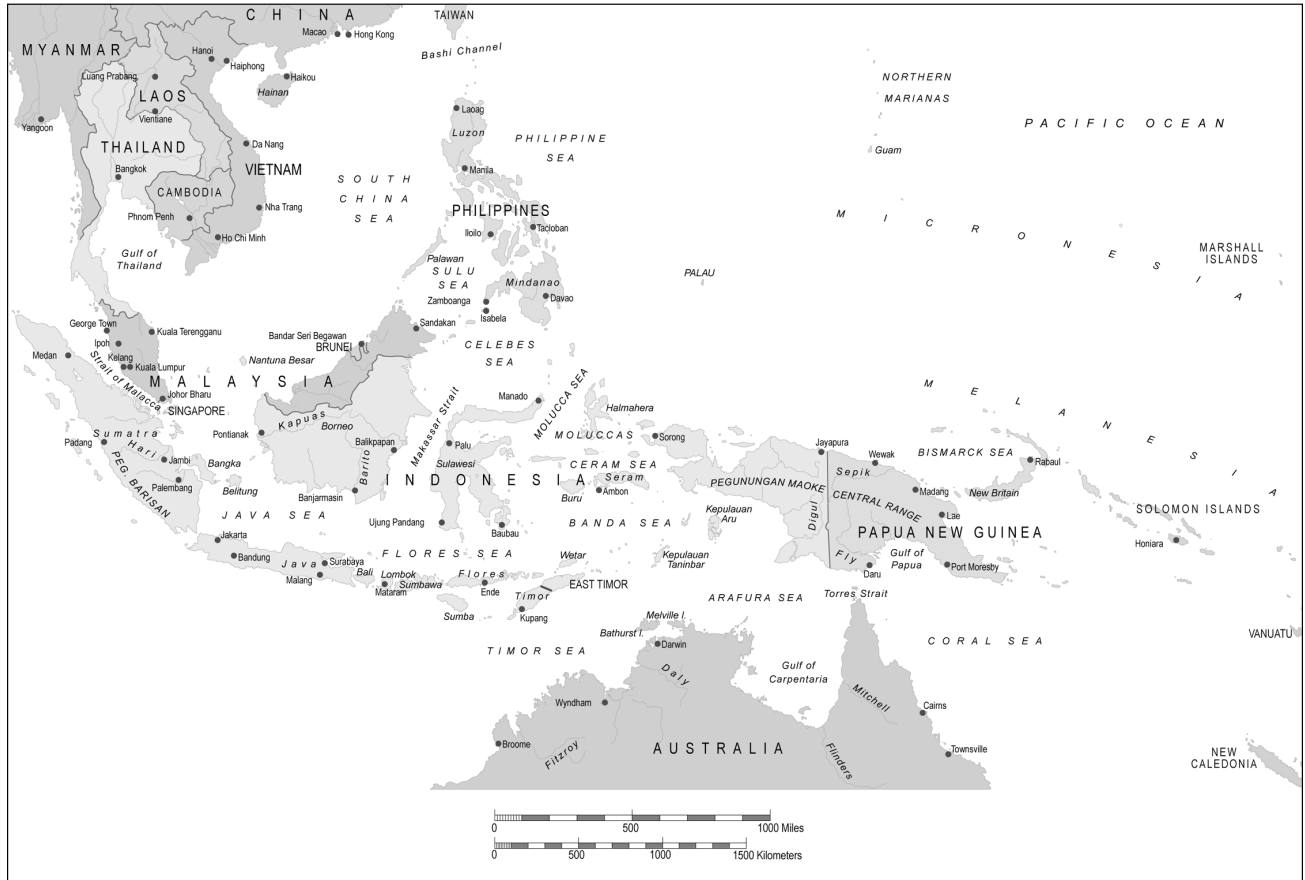 CHINA
TAIWAN
Macao
Hong Kong
MYANMAR
Hanoi
Haiphong
Bashi Channel
Luang Prabang
Haikou
Hainan
LAOS
NORTHERN
MARIANAS
Vientiane
Yangoon
Laoag
Luzon
PHILIPPINE
SEA
PACIFIC OCEAN
THAILAND
Da Nang
Guam
Bangkok
VIETNAM
Manila
CAMBODIA
SOUTH
CHINA
SEA
Phnom Penh
Nha Trang
PHILIPPINES
MICRONESIA
Iloilo
Tacloban
Ho Chi Minh
Gulf of
Thailand
MARSHALL
ISLANDS
Palawan
SULU
SEA
PALAU
Mindanao
Zamboanga
Davao
Isabela
George Town
Kuala Terengganu
Sandakan
Ipoh
Bandar Seri Begawan
BRUNEI
CELEBES
SEA
Medan
Kelang
Kuala Lumpur
Nantuna Besar
Strait of Malacca
MALAYSIA
MELANESIA
Johor Bharu
SINGAPORE
Manado
MOLUCCA SEA
Halmahera
Makassar Strait
Kapuas
Borneo
Pontianak
Sumatra
Padang
Hari
MOLUCCAS
Sorong
Balikpapan
Palu
Jayapura
Wewak
BISMARCK SEA
Rabaul
Jambi
Bangka
Barito
Sulawesi
CERAM SEA
Seram
Sepik
PEG. BARISAN
Palembang
INDONESIA
PEGUNUNGAN MAOKE
Belitung
Banjarmasin
Buru
Ambon
CENTRAL RANGE
Madang
New Britain
JAVA SEA
Ujung Pandang
Baubau
BANDA SEA
Kepulauan
Aru
Digul
Lae
SOLOMON ISLANDS
PAPUA NEW GUINEA
Jakarta
Honiara
Bandung
Java
Surabaya
Malang
Bali
FLORES SEA
Lombok
Mataram
Sumbawa
Flores
Ende
Wetar
Kepulauan
Taninbar
Fly
Gulf of
Papua
Daru
Port Moresby
EAST TIMOR
Timor
Kupang
Sumba
ARAFURA SEA
Torres Strait
Melville I.
Bathurst I.
Darwin
CORAL SEA
VANUATU
TIMOR SEA
Daly
Gulf of
Carpentaria
Wyndham
Mitchell
Cairns
Broome
Fitzroy
AUSTRALIA
Flinders
Townsville
NEW
CALEDONIA
0 500 1000 Miles
0 500 1000 1500 Kilometers